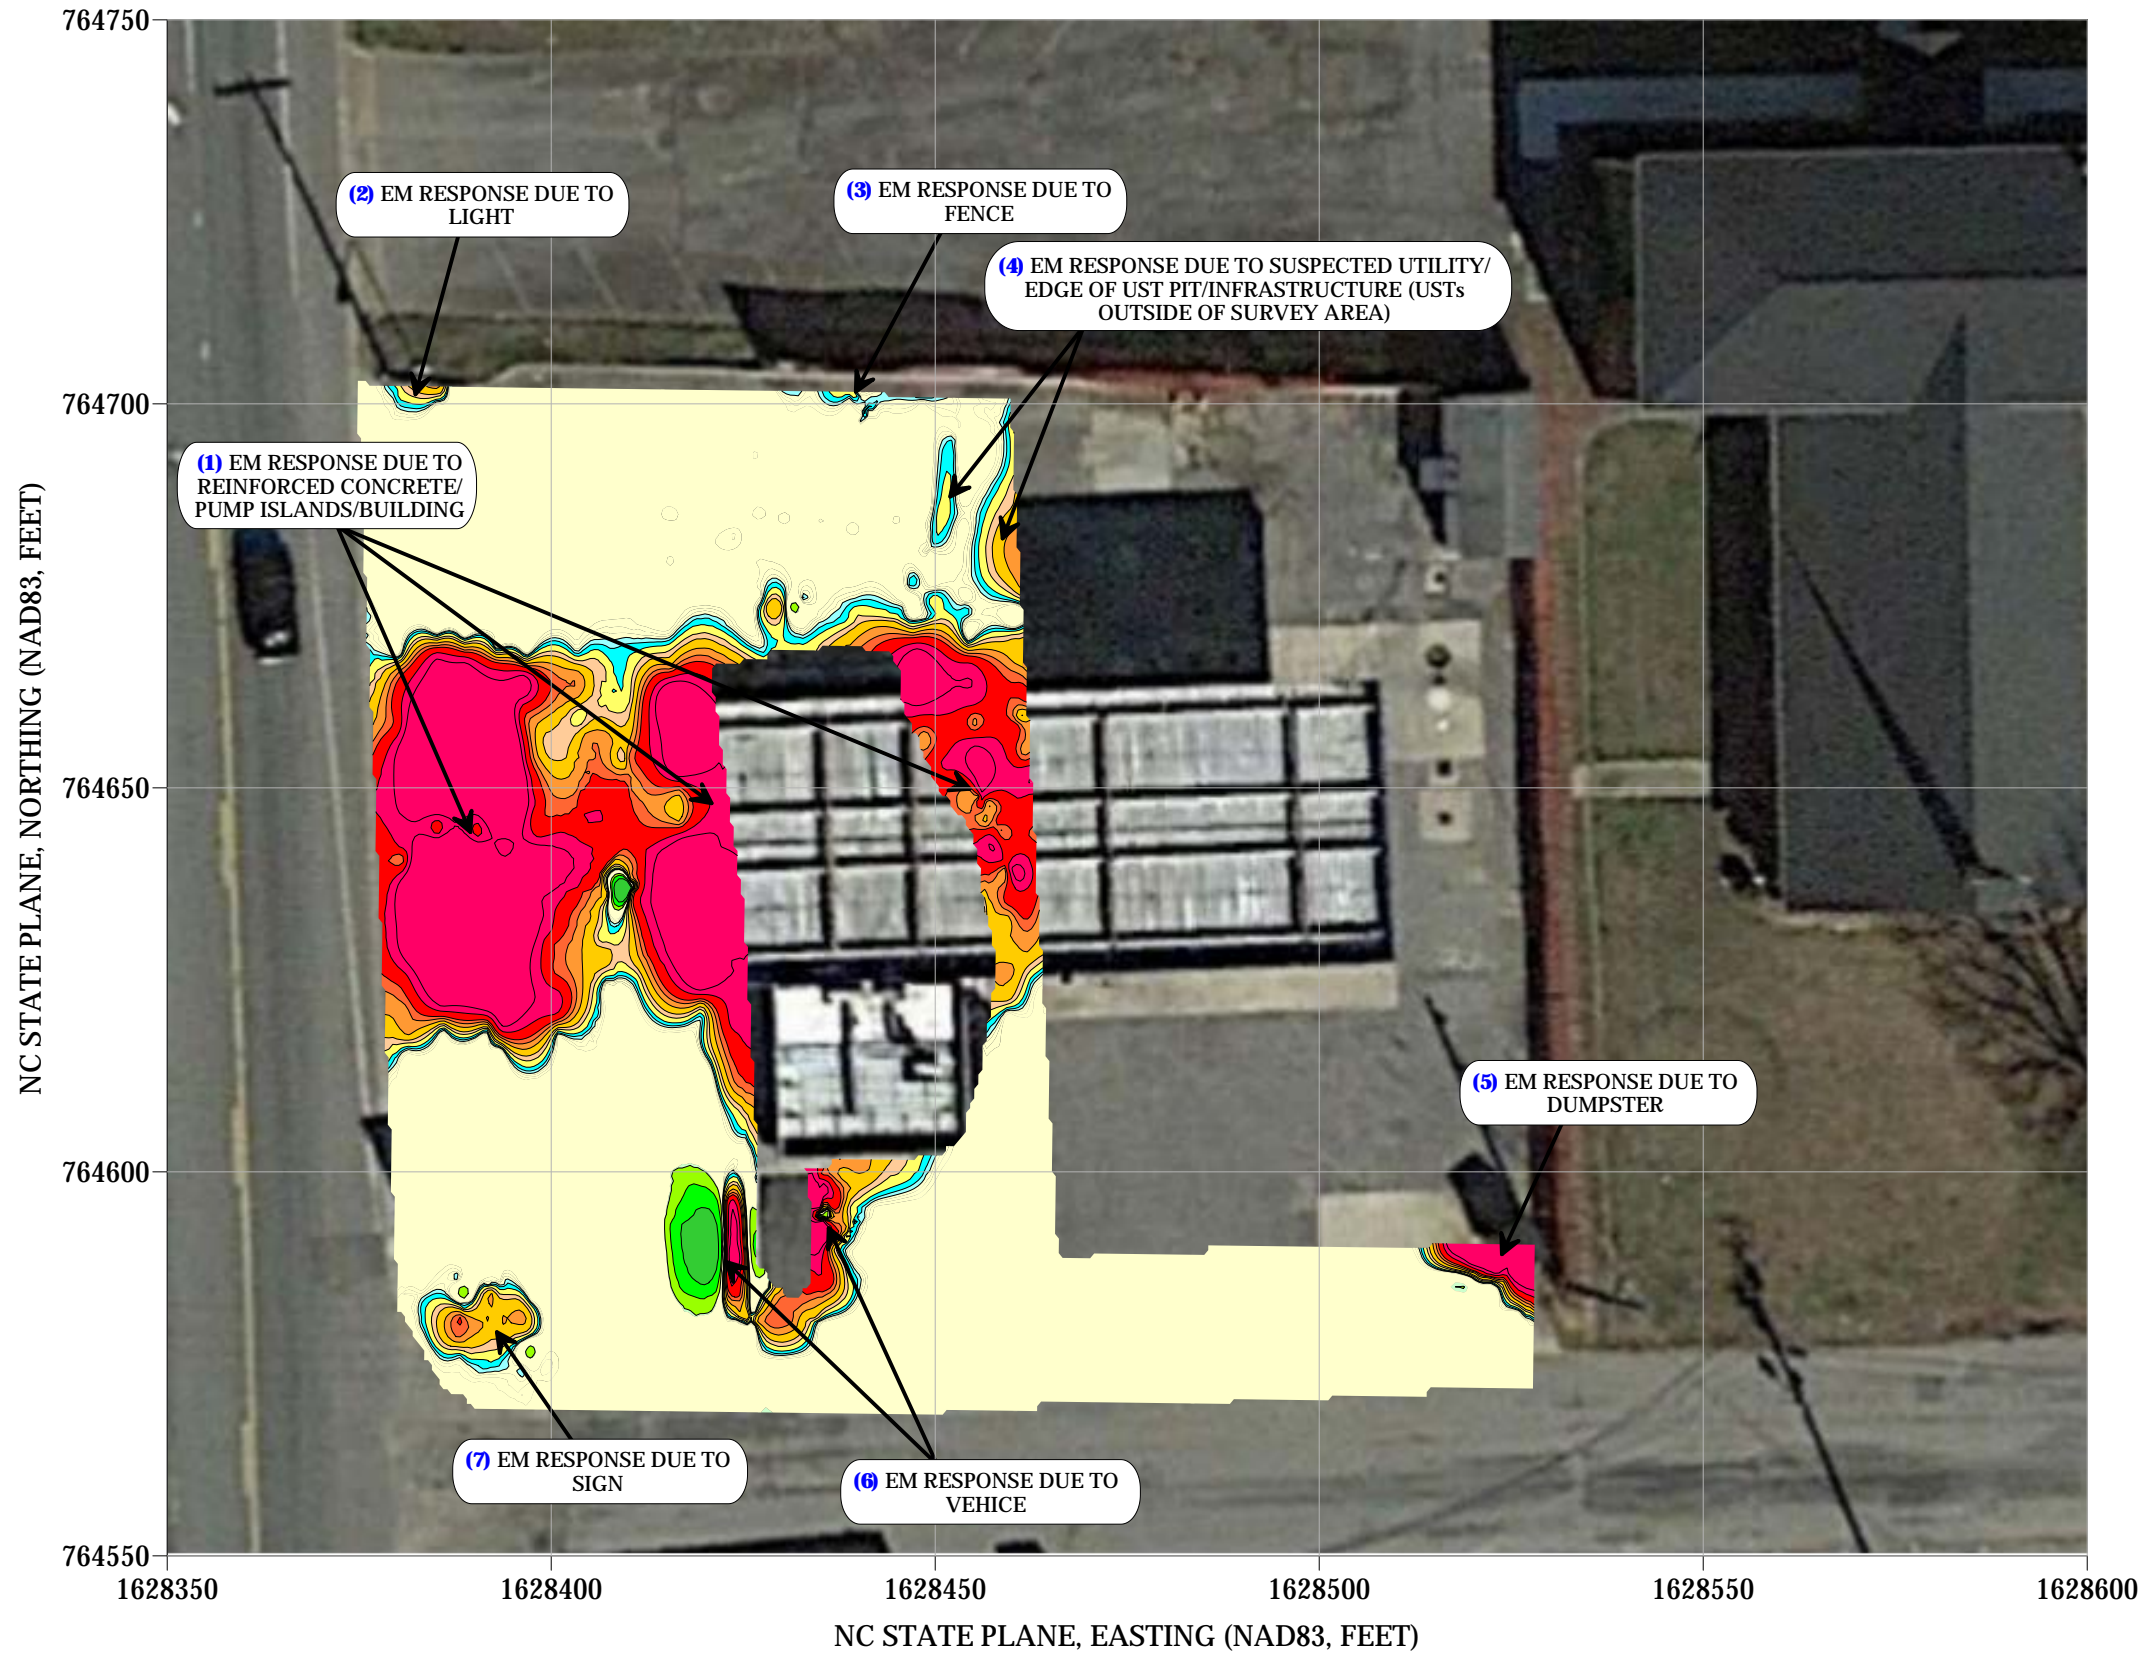 764750
(2) EM RESPONSE DUE TO
LIGHT
(3) EM RESPONSE DUE TO
FENCE
(4) EM RESPONSE DUE TO SUSPECTED UTILITY/
EDGE OF UST PIT/INFRASTRUCTURE (USTs
OUTSIDE OF SURVEY AREA)
764700
(1) EM RESPONSE DUE TO
REINFORCED CONCRETE/
PUMP ISLANDS/BUILDING
NC STATE PLANE, NORTHING (NAD83, FEET)
764650
(5) EM RESPONSE DUE TO
DUMPSTER
764600
(7) EM RESPONSE DUE TO
SIGN
(6) EM RESPONSE DUE TO
VEHICE
764550
1628350
1628400
1628450
1628500
1628550
1628600
NC STATE PLANE, EASTING (NAD83, FEET)